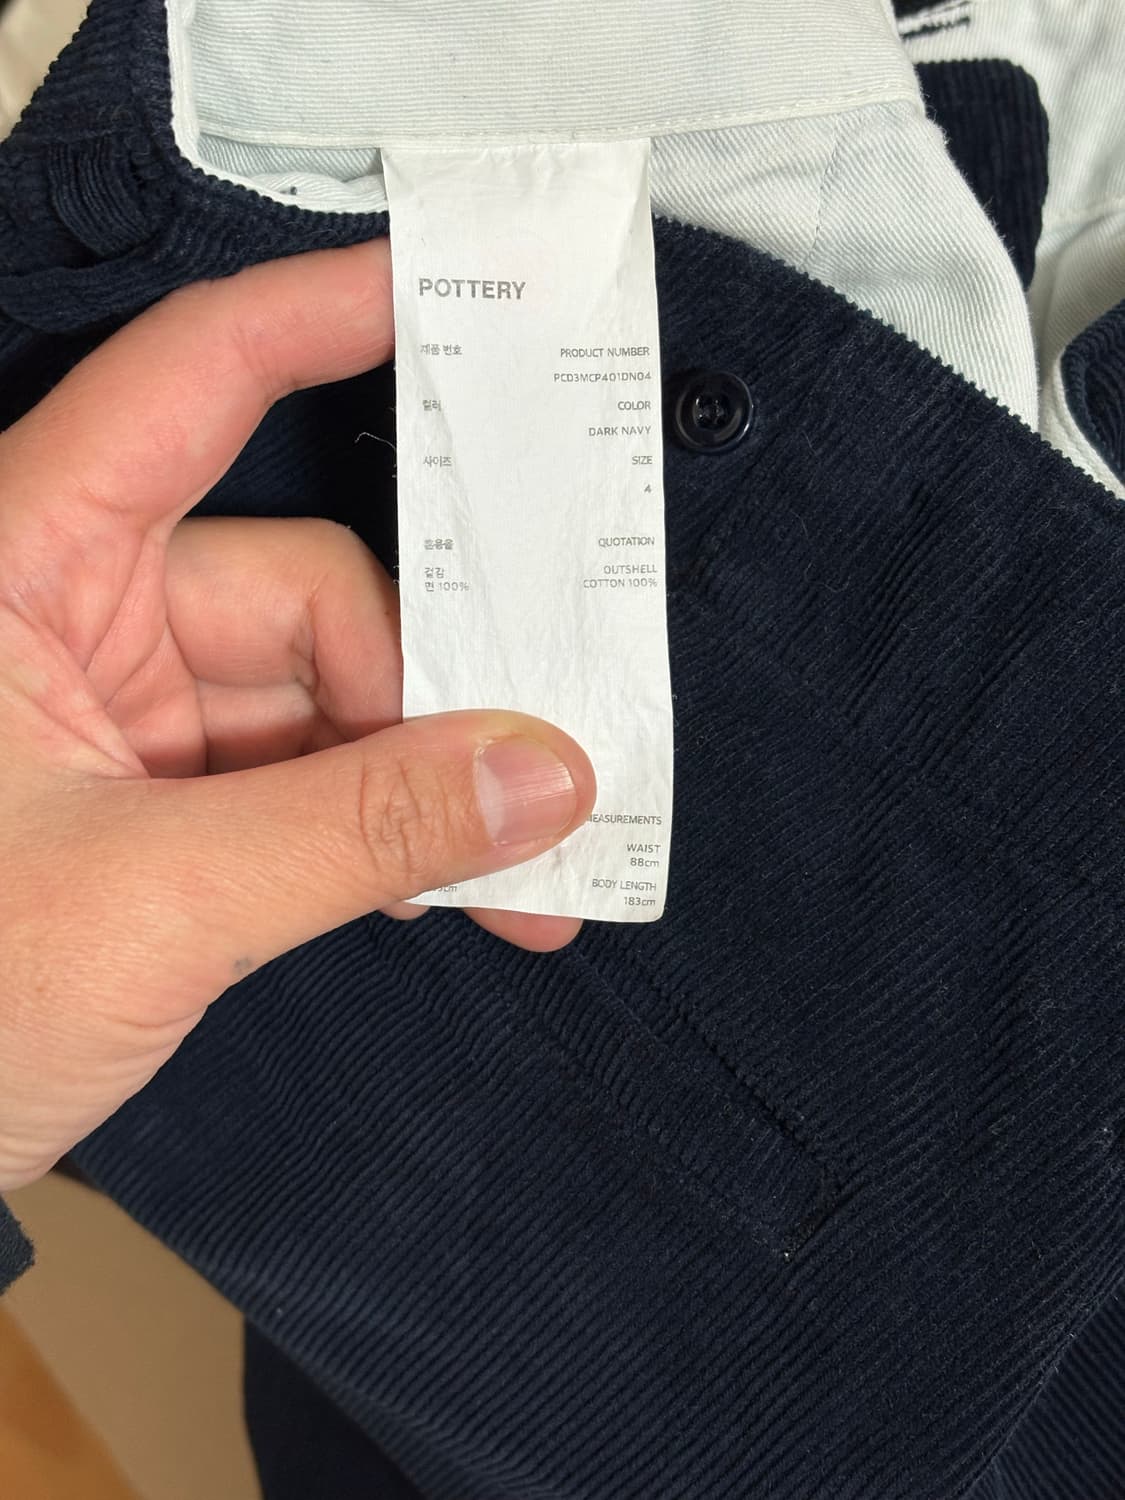 POTTERY
제품 번호 PRODUCT NUMBER
PCD3MCP401DN04
컬러 COLOR
DARK NAVY
사이즈 SIZE
4
혼용율 QUOTATION
겉감 OUTSHELL
면 100% COTTON 100%
MEASUREMENTS
WAIST
88cm
BODY LENGTH
183cm